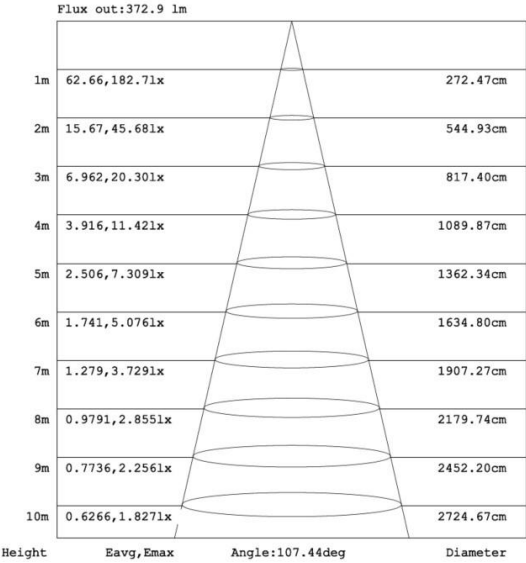 Flux out:372.9 lm
1m 62.66,182.7lx 272.47cm
2m 15.67,45.68lx 544.93cm
3m 6.962,20.30lx 817.40cm
4m 3.916,11.42lx 1089.87cm
5m 2.506,7.309lx 1362.34cm
6m 1.741,5.076lx 1634.80cm
7m 1.279,3.729lx 1907.27cm
8m 0.9791,2.855lx 2179.74cm
9m 0.7736,2.256lx 2452.20cm
10m 0.6266,1.827lx 2724.67cm
Height Eavg,Emax Angle:107.44deg Diameter